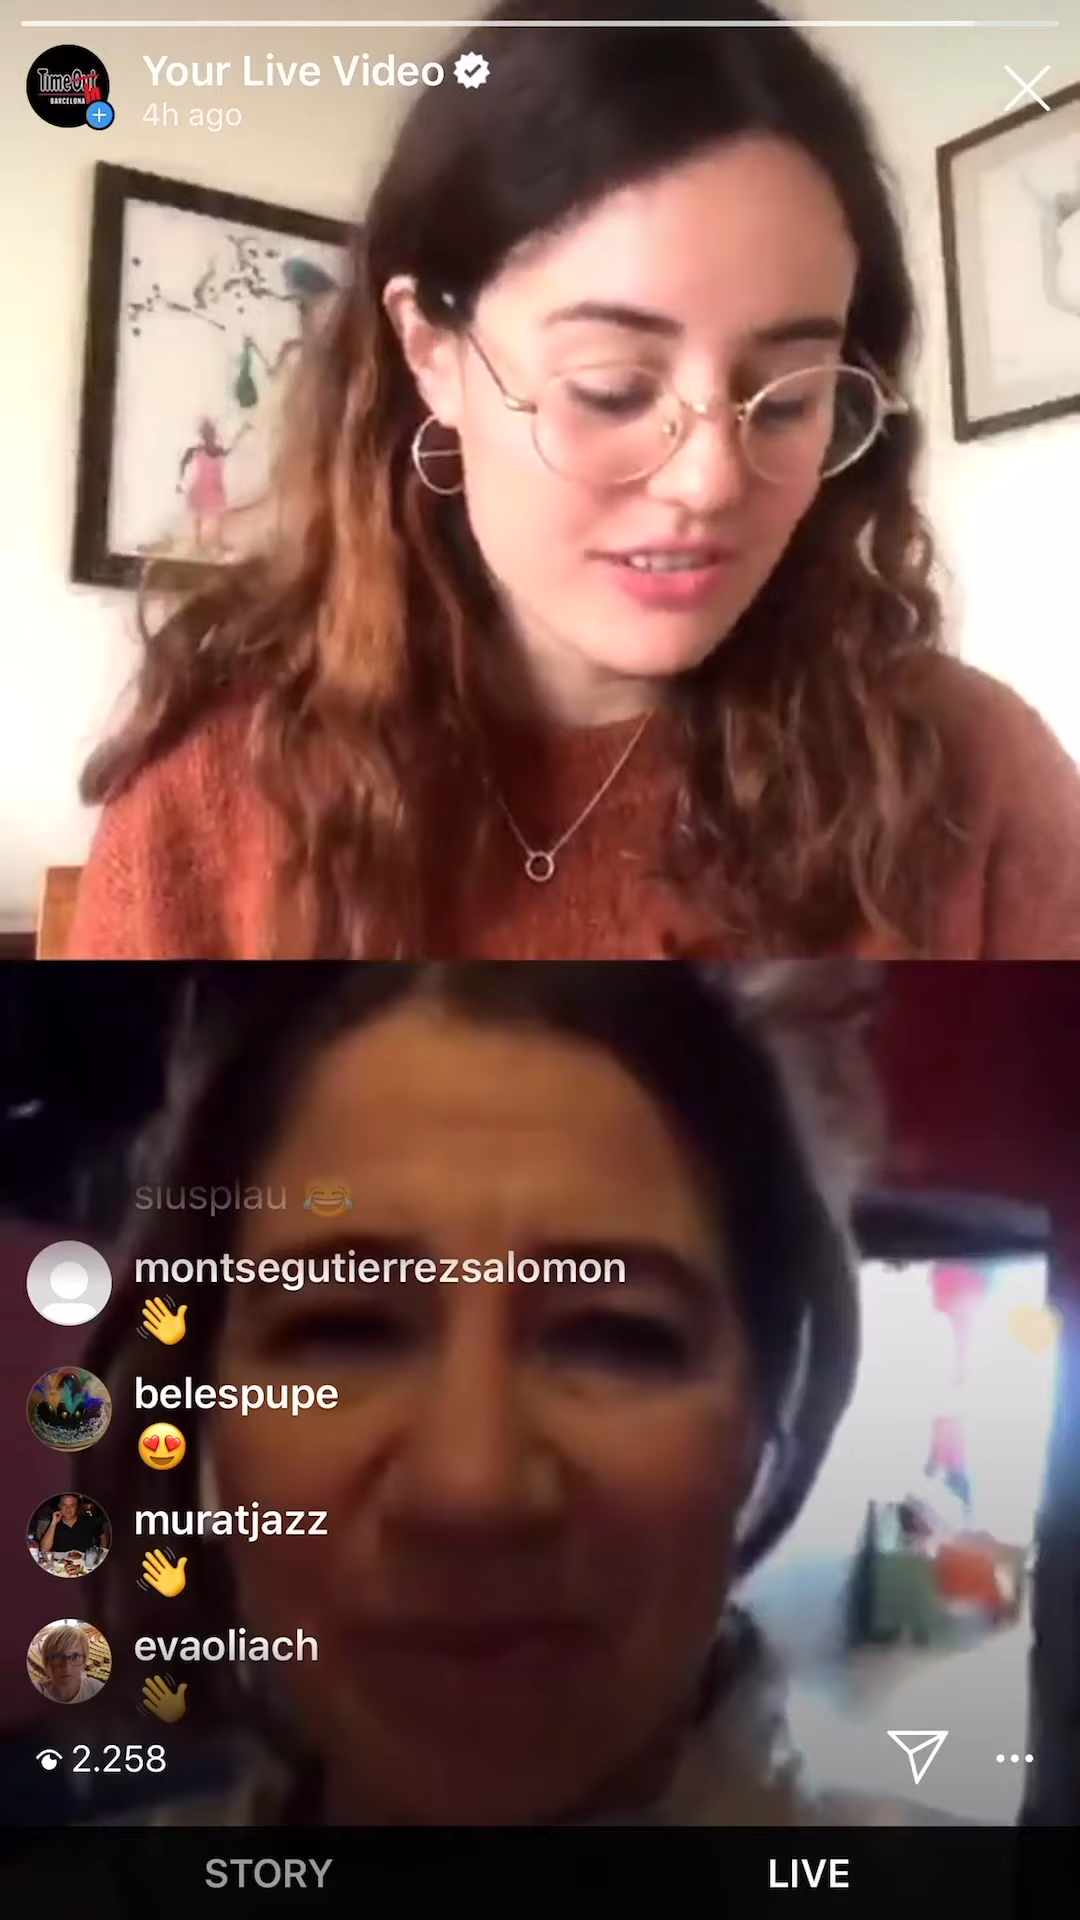 Your Live Video
4h ago
TimeOut
BARCELONA
siusplau 😂
montsegutierrezsalomon
👋
belespupe
😍
muratjazz
👋
evaoliach
👋
2.258
STORY
LIVE